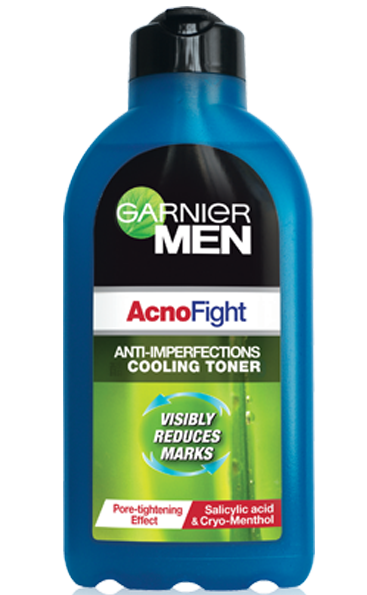 GARNIER
MEN
AcnoFight
ANTI-IMPERFECTIONS
COOLING TONER
VISIBLY
REDUCES
MARKS
Pore-tightening
Effect
Salicylic acid
& Cryo-Menthol